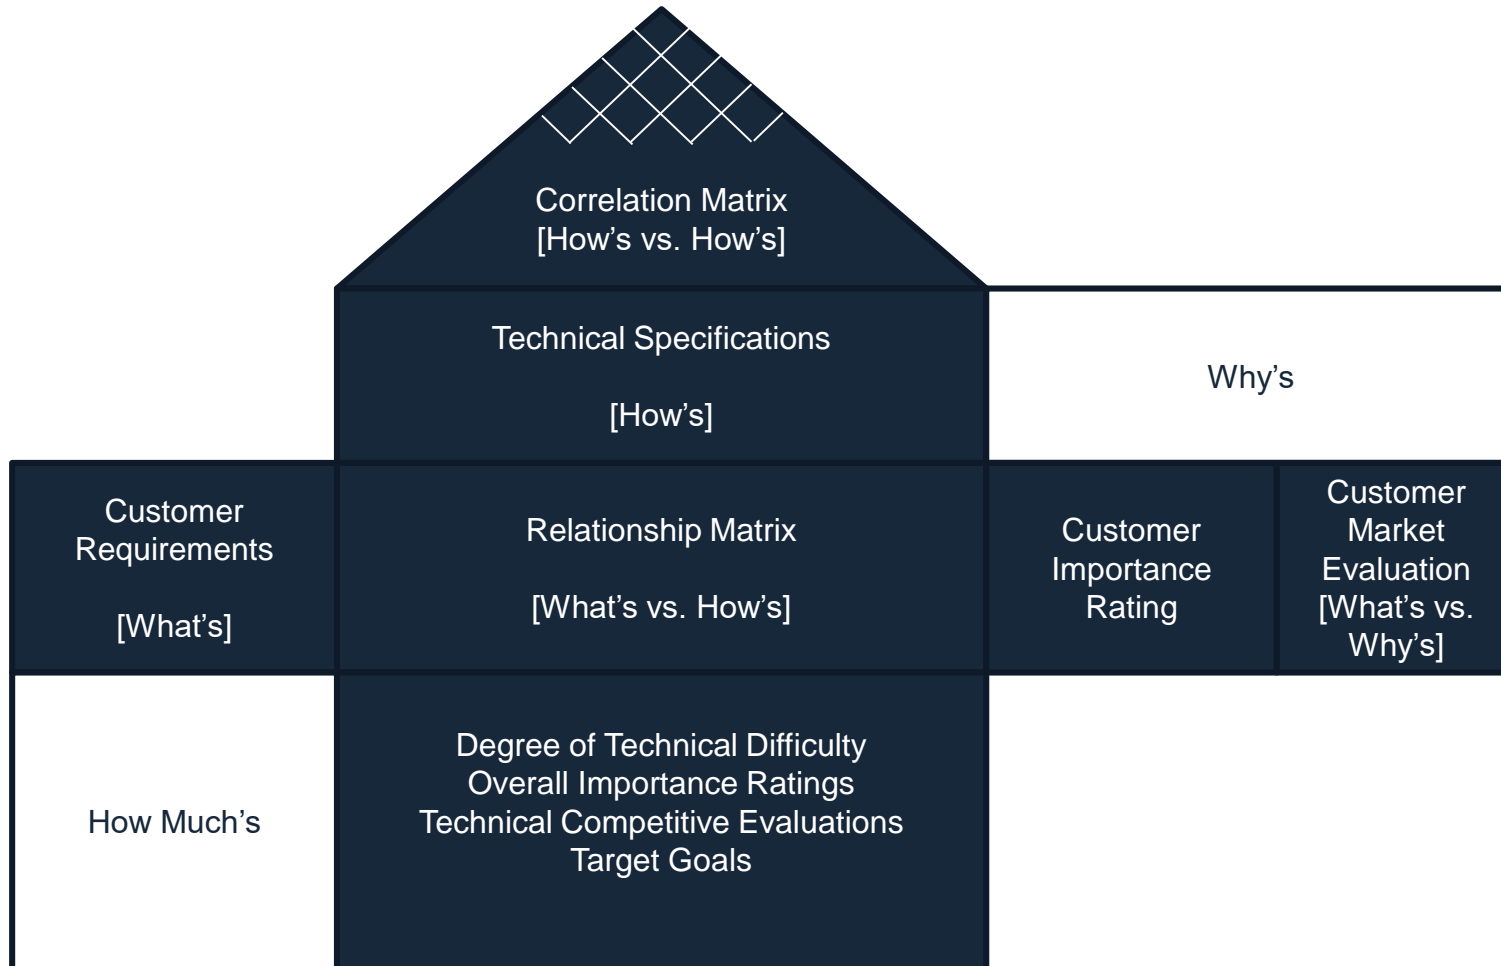 Correlation Matrix
[How’s vs. How’s]
Technical Specifications
[How’s]
Why’s
Customer
Requirements
[What’s]
Relationship Matrix
[What’s vs. How’s]
Customer
Importance
Rating
Customer
Market
Evaluation
[What’s vs.
Why’s]
How Much’s
Degree of Technical Difficulty
Overall Importance Ratings
Technical Competitive Evaluations
Target Goals